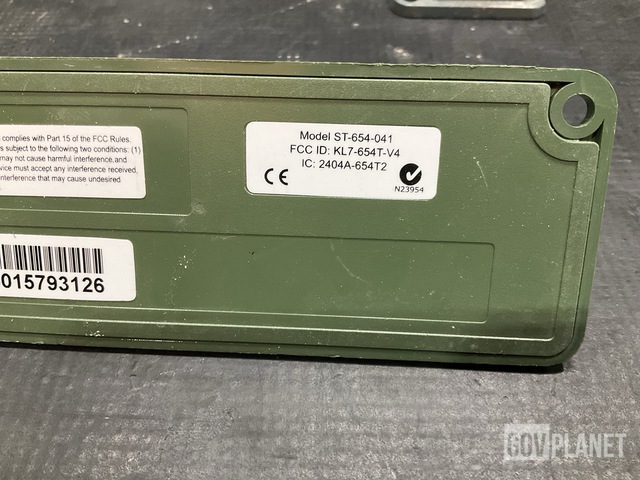 complies with Part 15 of the FCC Rules.
s subject to the following two conditions: (1)
may not cause harmful interference, and
vice must accept any interference received,
interference that may cause undesired
Model ST-654-041
FCC ID: KL7-654T-V4
IC: 2404A-654T2
CE
N23954
015793126
GOVPLANET